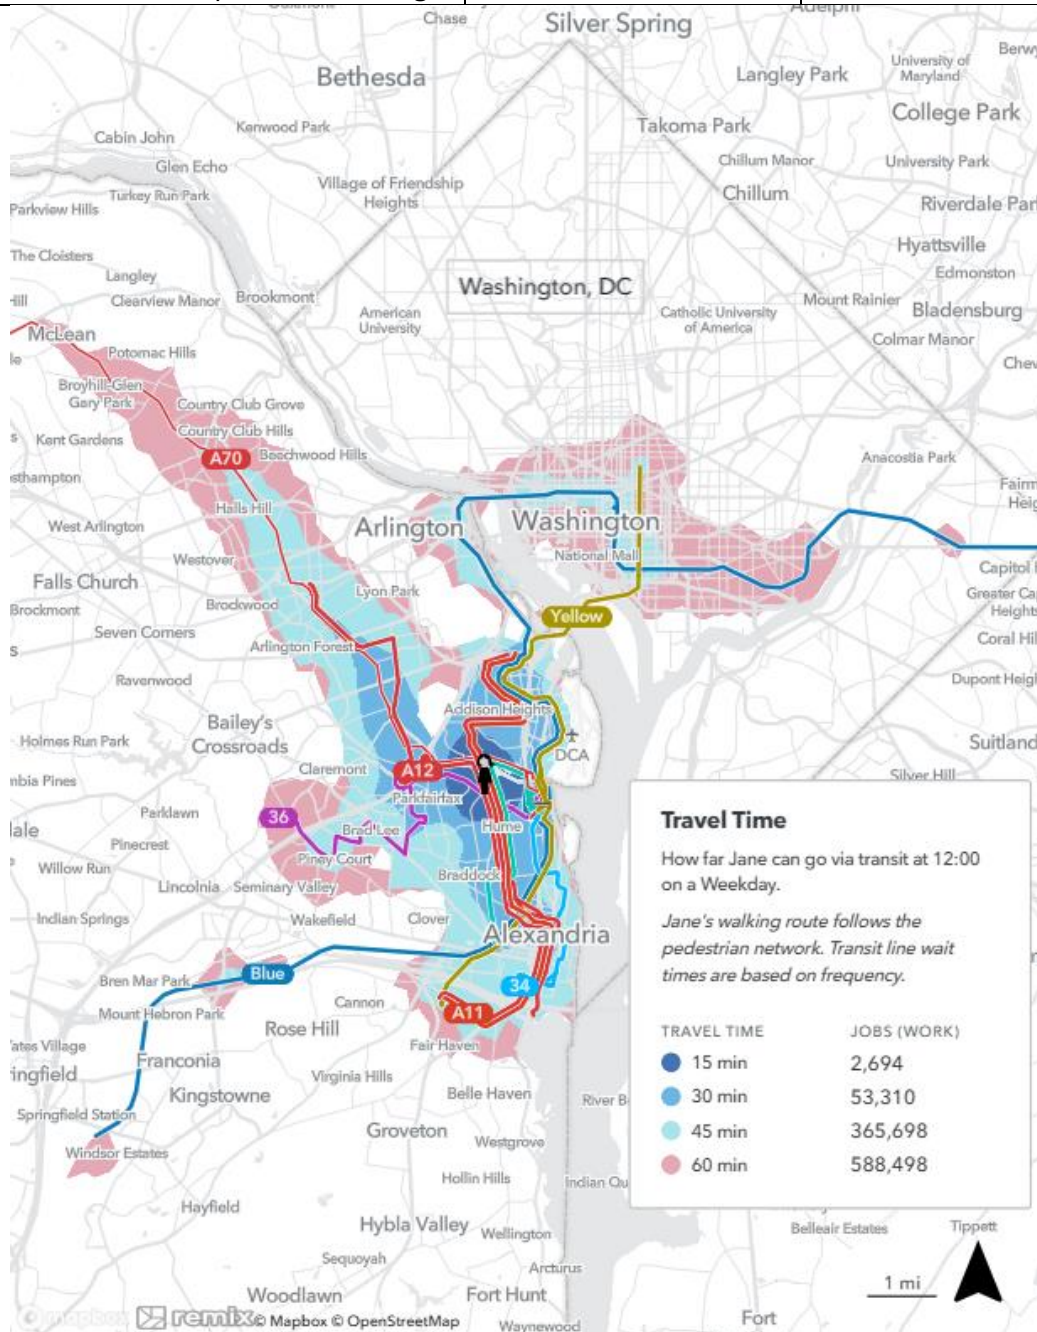 Chase
Silver Spring
Adelphi
Bethesda
Langley Park
University of
Maryland
College Park
Cabin John
Kenwood Park
Takoma Park
Glen Echo
Chillum Manor
University Park
Turkey Run Park
Village of Friendship
Heights
Chillum
Parkview Hills
Riverdale Par
The Cloisters
Hyattsville
Langley
Washington, DC
Edmonston
Hill
Clearview Manor
Brookmont
American
University
Catholic University
of America
Mount Rainier
Bladensburg
McLean
Colmar Manor
Potomac Hills
Broyhill-Glen
Gary Park
Country Club Grove
Kent Gardens
Country Club Hills
A70
Beechwood Hills
Anacostia Park
Halls Hill
West Arlington
Arlington
Washington
Westover
National Mall
Capitol
Falls Church
Lyon Park
Greater Ca
Heights
Brockmont
Brockwood
Yellow
Seven Corners
Arlington Forest
Coral Hil
Ravenwood
Dupont Heig
Bailey's
Crossroads
Addison Heights
Holmes Run Park
DCA
Suitland
Claremont
A12
Silver Hill
mbia Pines
Parkfairfax
Parklawn
36
Brad Lee
Hume
Pinecrest
Piney Court
Willow Run
Braddock
Lincolnia
Seminary Valley
Indian Springs
Wakefield
Clover
Alexandria
Bren Mar Park
Blue
34
Mount Hebron Park
Cannon
A11
Rose Hill
Fair Haven
Franconia
Virginia Hills
Kingstowne
Belle Haven
Springfield Station
Groveton
Westgrove
Windsor Estates
Hollin Hills
Indian Qu
Hayfield
Hybla Valley
Wellington
Sequoyah
Arcturus
Woodlawn
Fort Hunt
Waynewood
Travel Time
How far Jane can go via transit at 12:00
on a Weekday.
Jane's walking route follows the
pedestrian network. Transit line wait
times are based on frequency.
TRAVEL TIME JOBS (WORK)
15 min 2,694
30 min 53,310
45 min 365,698
60 min 588,498
Belleair Estates
Tippett
1 mi
Fort
mapbox remix © Mapbox © OpenStreetMap